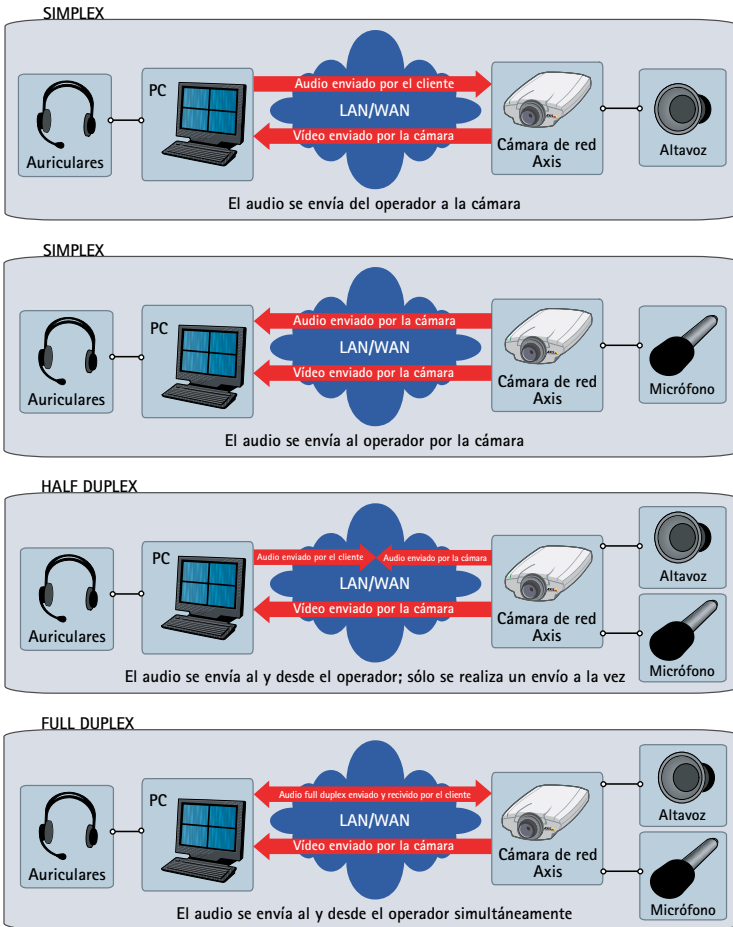 SIMPLEX
Auriculares
PC
Audio enviado por el cliente
LAN/WAN
Vídeo enviado por la cámara
Cámara de red
Axis
Altavoz
El audio se envía del operador a la cámara
SIMPLEX
Auriculares
PC
Audio enviado por la cámara
LAN/WAN
Vídeo enviado por la cámara
Cámara de red
Axis
Micrófono
El audio se envía al operador por la cámara
HALF DUPLEX
Auriculares
PC
Audio enviado por el cliente
Audio enviado por la cámara
LAN/WAN
Vídeo enviado por la cámara
Cámara de red
Axis
Altavoz
Micrófono
El audio se envía al y desde el operador; sólo se realiza un envío a la vez
FULL DUPLEX
Auriculares
PC
Audio full duplex enviado y recivido por el cliente
LAN/WAN
Vídeo enviado por la cámara
Cámara de red
Axis
Altavoz
Micrófono
El audio se envía al y desde el operador simultáneamente